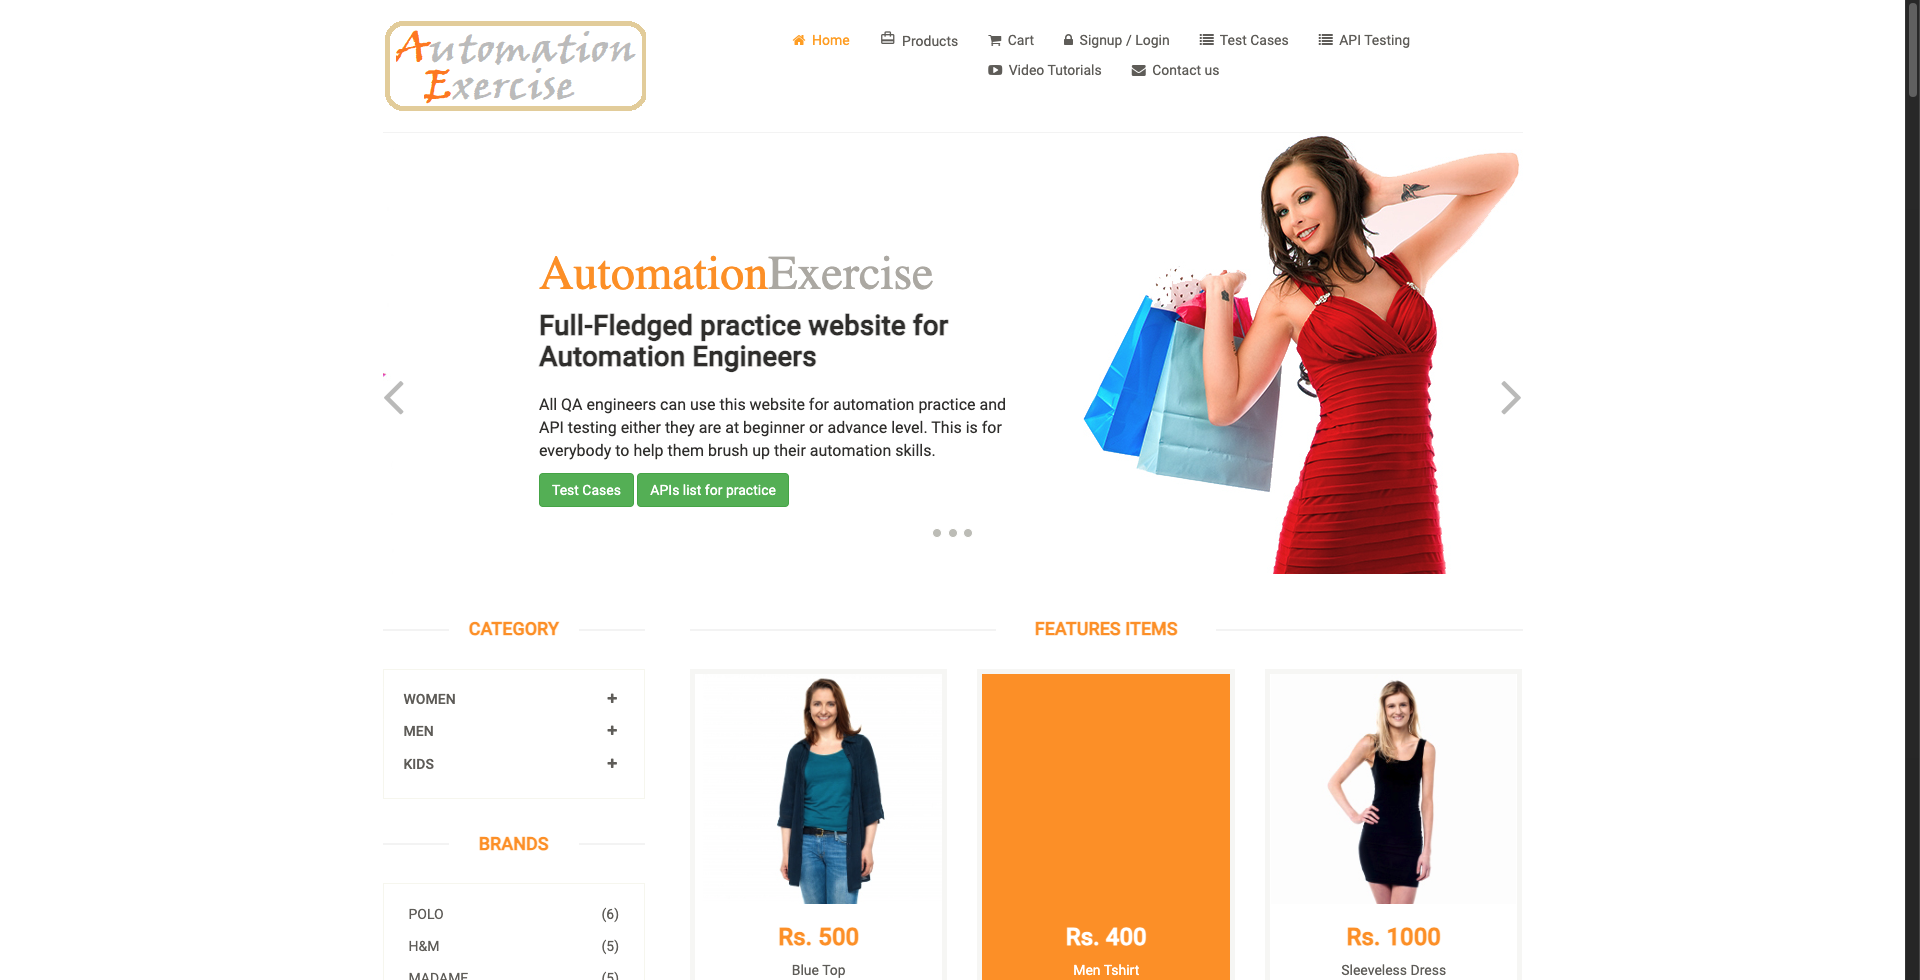 Automation
Exercise
Home
Products
Cart
Signup / Login
Test Cases
API Testing
Video Tutorials
Contact us
AutomationExercise
Full-Fledged practice website for
Automation Engineers
All QA engineers can use this website for automation practice and
API testing either they are at beginner or advance level. This is for
everybody to help them brush up their automation skills.
Test Cases
APIs list for practice
CATEGORY
WOMEN
MEN
KIDS
BRANDS
POLO (6)
H&M (5)
MADAME (5)
FEATURES ITEMS
Rs. 500
Blue Top
Rs. 400
Men Tshirt
Rs. 1000
Sleeveless Dress